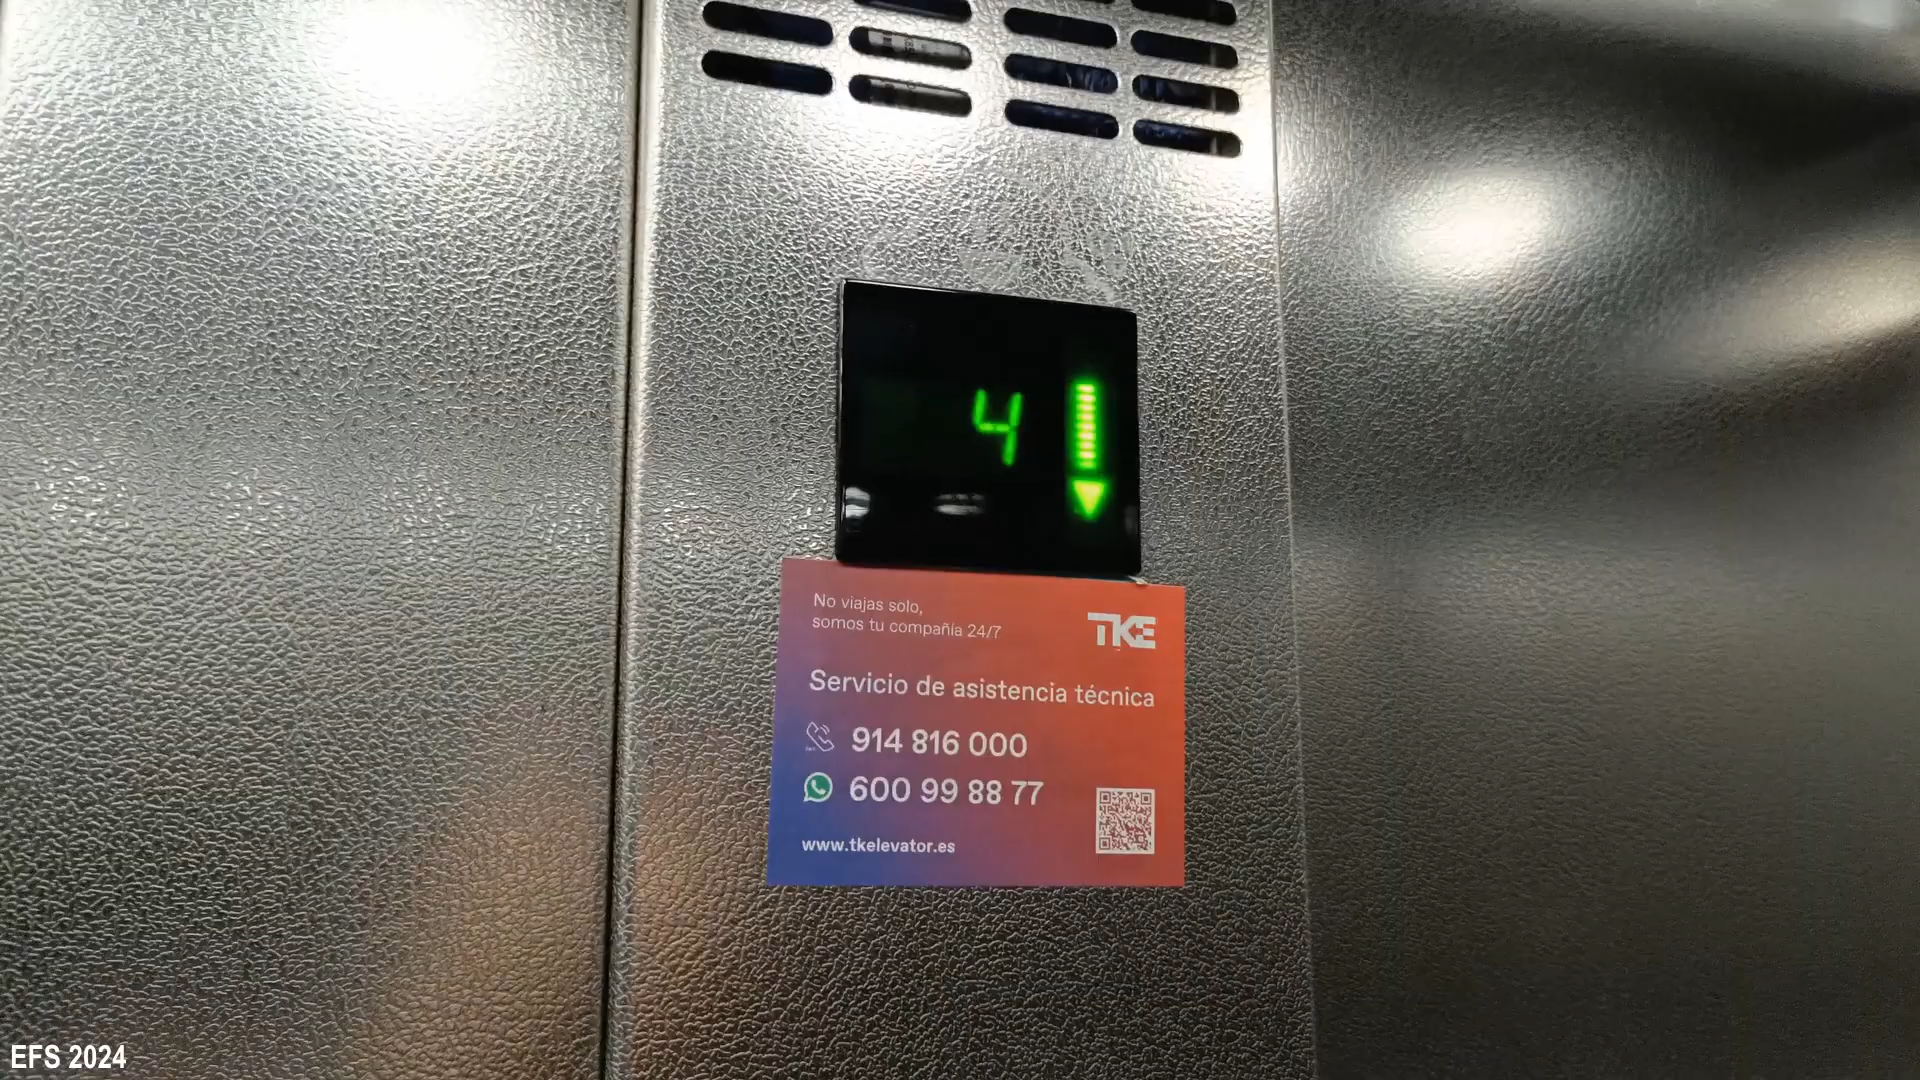 4
No viajas solo,
somos tu compañía 24/7
TKE
Servicio de asistencia técnica
914 816 000
600 99 88 77
www.tkelevator.es
EFS 2024